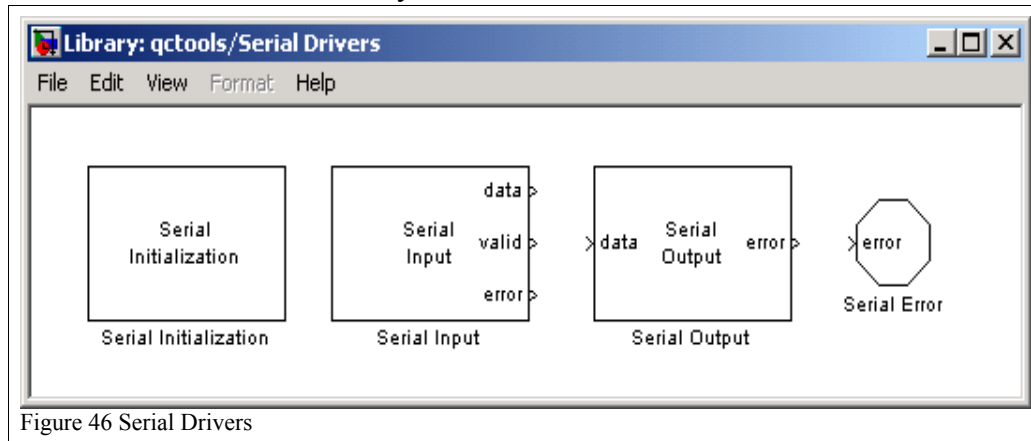 Library: qctools/Serial Drivers
File Edit View Format Help
Serial
Initialization
Serial Initialization
Serial
Input
data
valid
error
Serial Input
data
Serial
Output
error
Serial Output
error
Serial Error
Figure 46 Serial Drivers